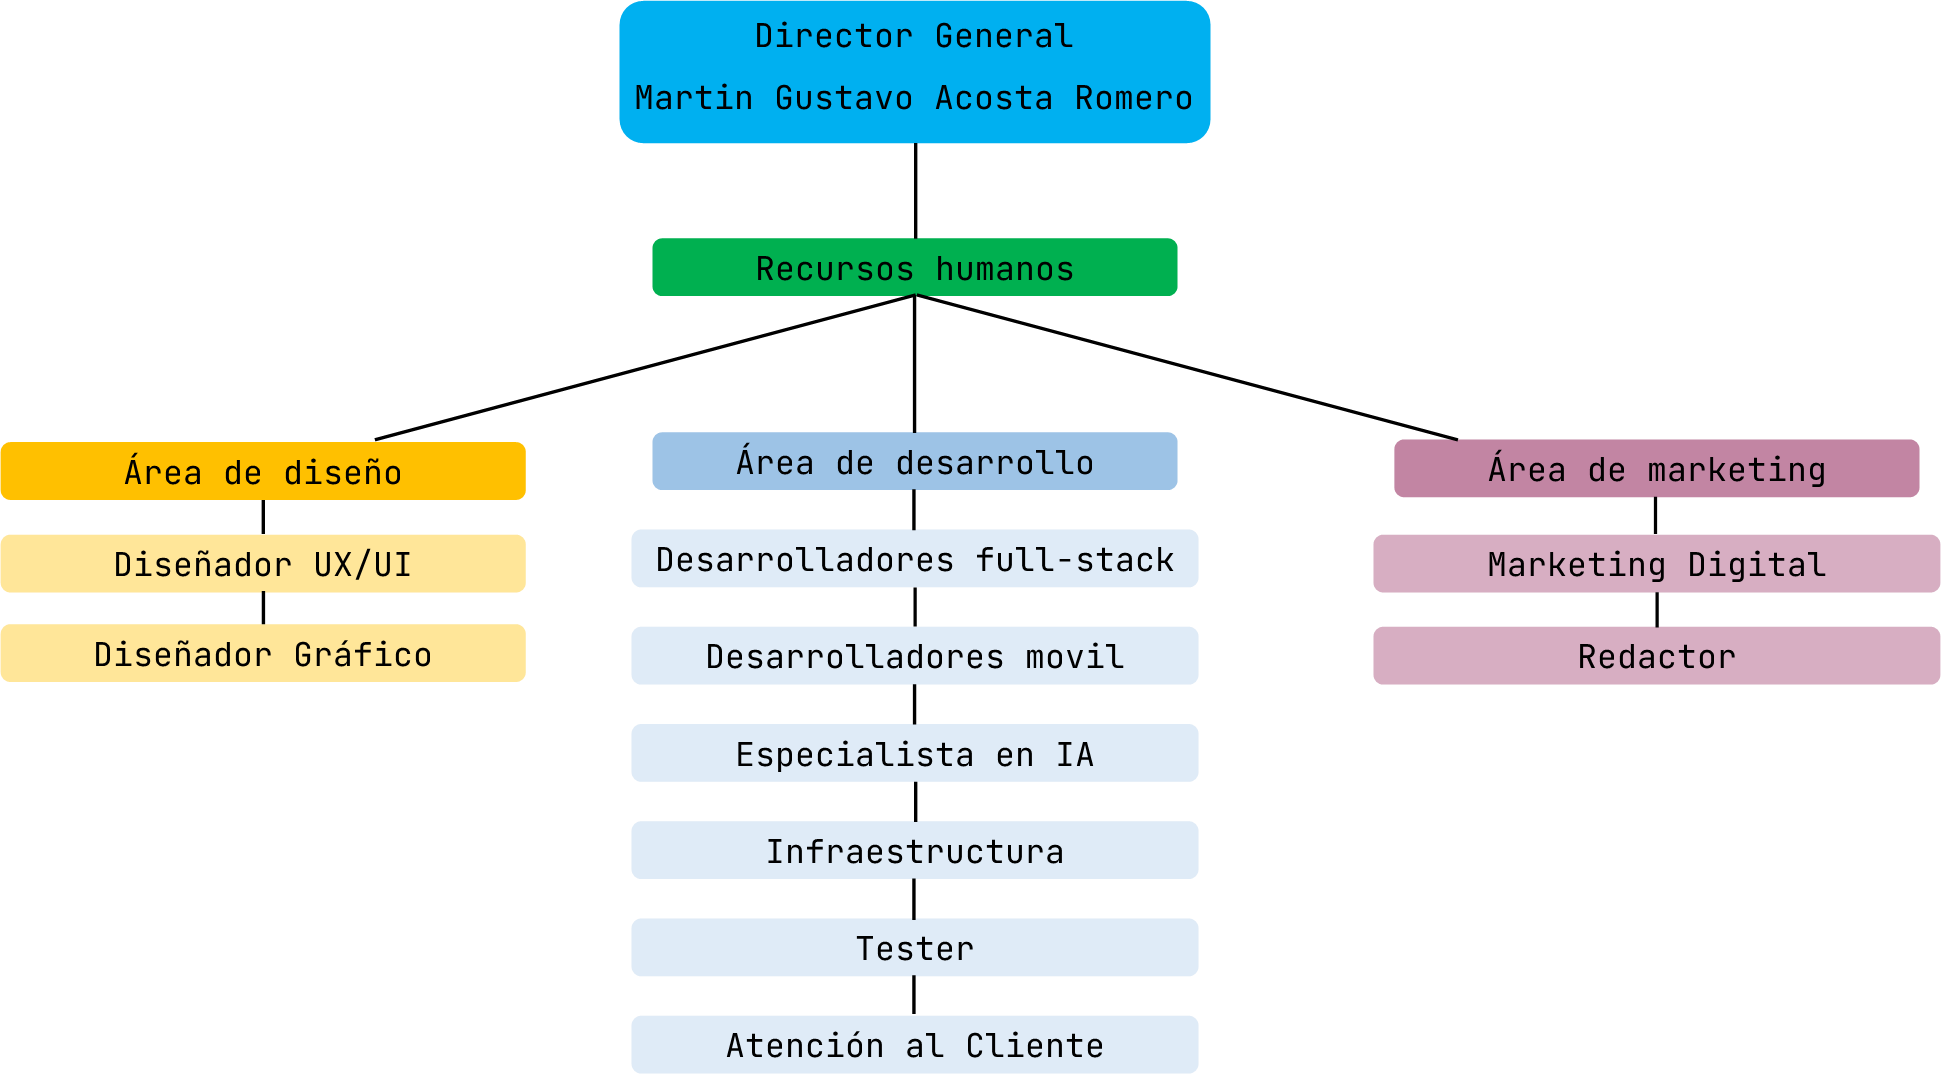 Director General
Martin Gustavo Acosta Romero
Recursos humanos
Área de diseño
Diseñador UX/UI
Diseñador Gráfico
Área de desarrollo
Desarrolladores full-stack
Desarrolladores movil
Especialista en IA
Infraestructura
Tester
Atención al Cliente
Área de marketing
Marketing Digital
Redactor